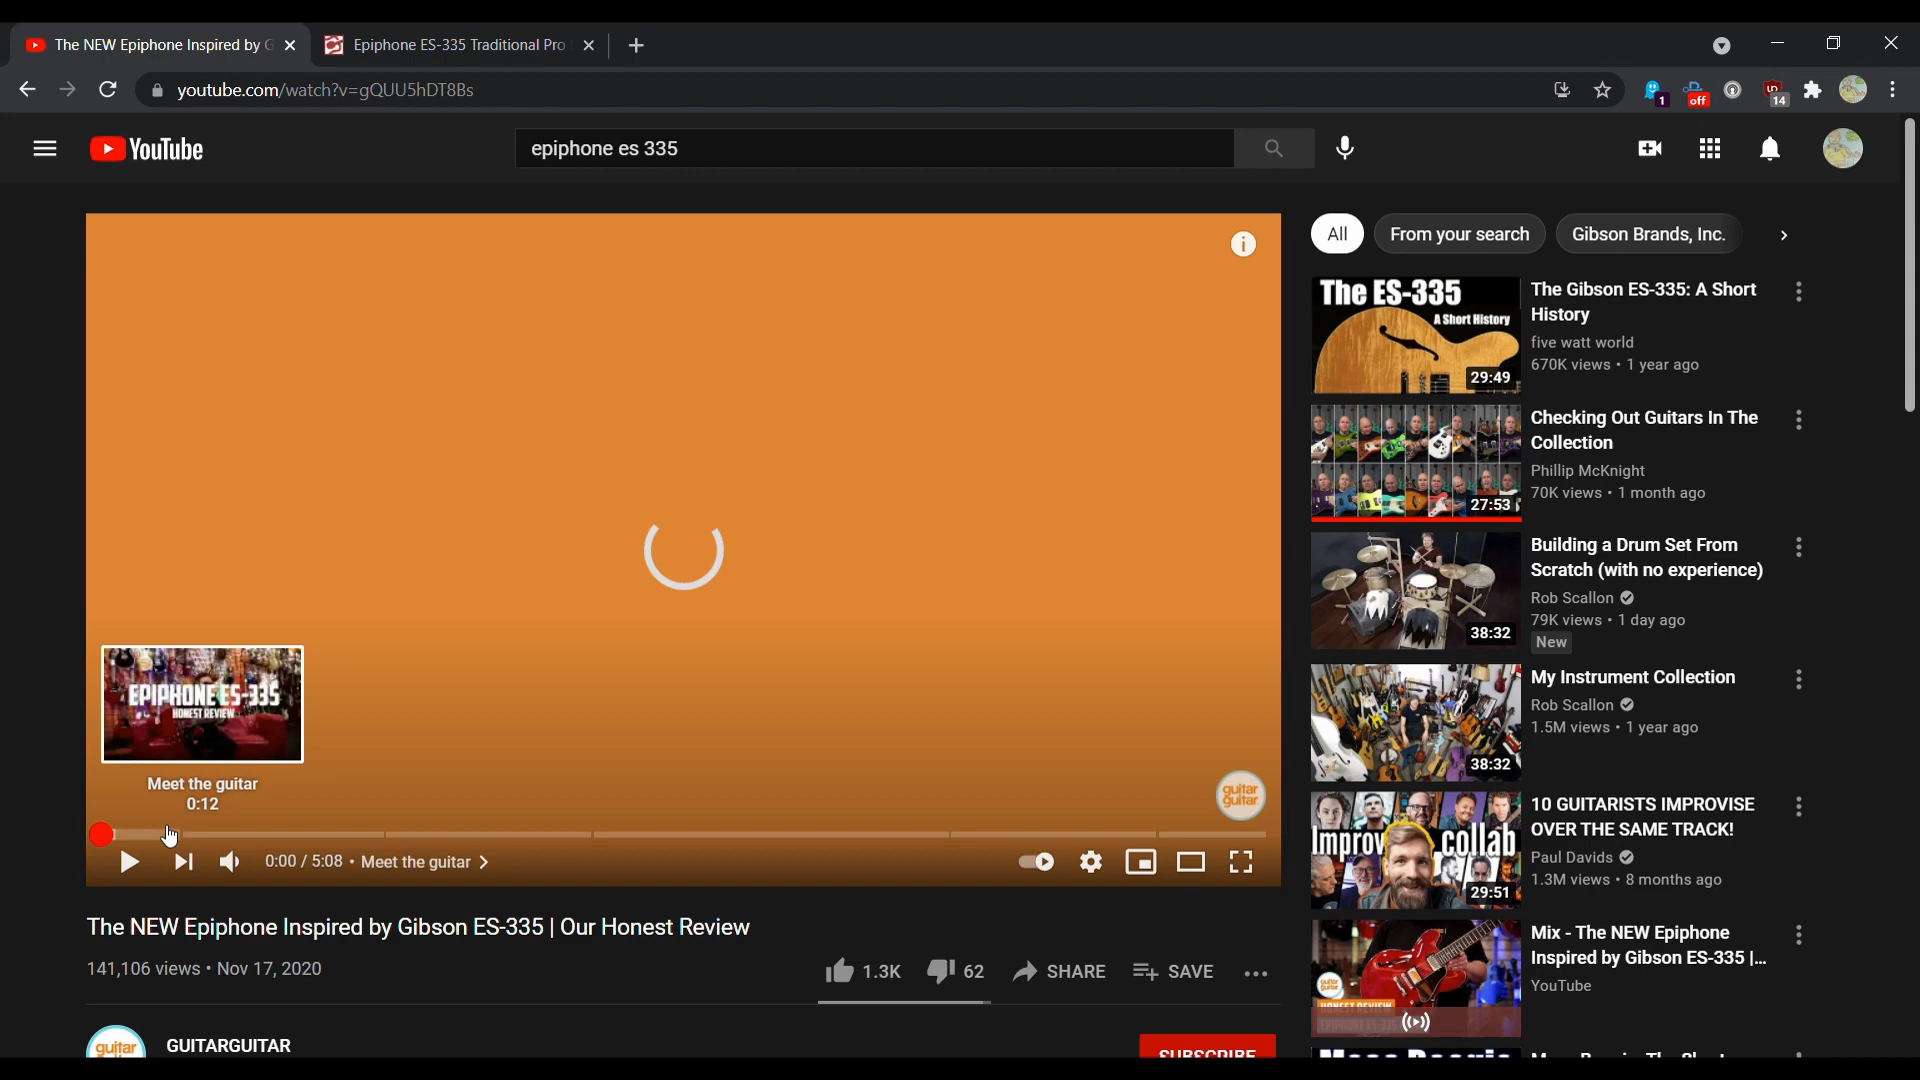 The NEW Epiphone Inspired by G
Epiphone ES-335 Traditional Pro
youtube.com/watch?v=gQUU5hDT8Bs
1
off
14
YouTube
epiphone es 335
All
From your search
Gibson Brands, Inc.
The ES-335
A Short History
29:49
The Gibson ES-335: A Short
History
five watt world
670K views • 1 year ago
27:53
Checking Out Guitars In The
Collection
Phillip McKnight
70K views • 1 month ago
38:32
Building a Drum Set From
Scratch (with no experience)
Rob Scallon
79K views • 1 day ago
New
38:32
My Instrument Collection
Rob Scallon
1.5M views • 1 year ago
Improv
collab
29:51
10 GUITARISTS IMPROVISE
OVER THE SAME TRACK!
Paul Davids
1.3M views • 8 months ago
guitar
guitar
HONEST REVIEW
Mix - The NEW Epiphone
Inspired by Gibson ES-335 |...
YouTube
EPIPHONE ES-335
HONEST REVIEW
Meet the guitar
0:12
guitar
guitar
0:00 / 5:08 • Meet the guitar
The NEW Epiphone Inspired by Gibson ES-335 | Our Honest Review
141,106 views • Nov 17, 2020
1.3K
62
SHARE
SAVE
guitar
GUITARGUITAR
SUBSCRIBE